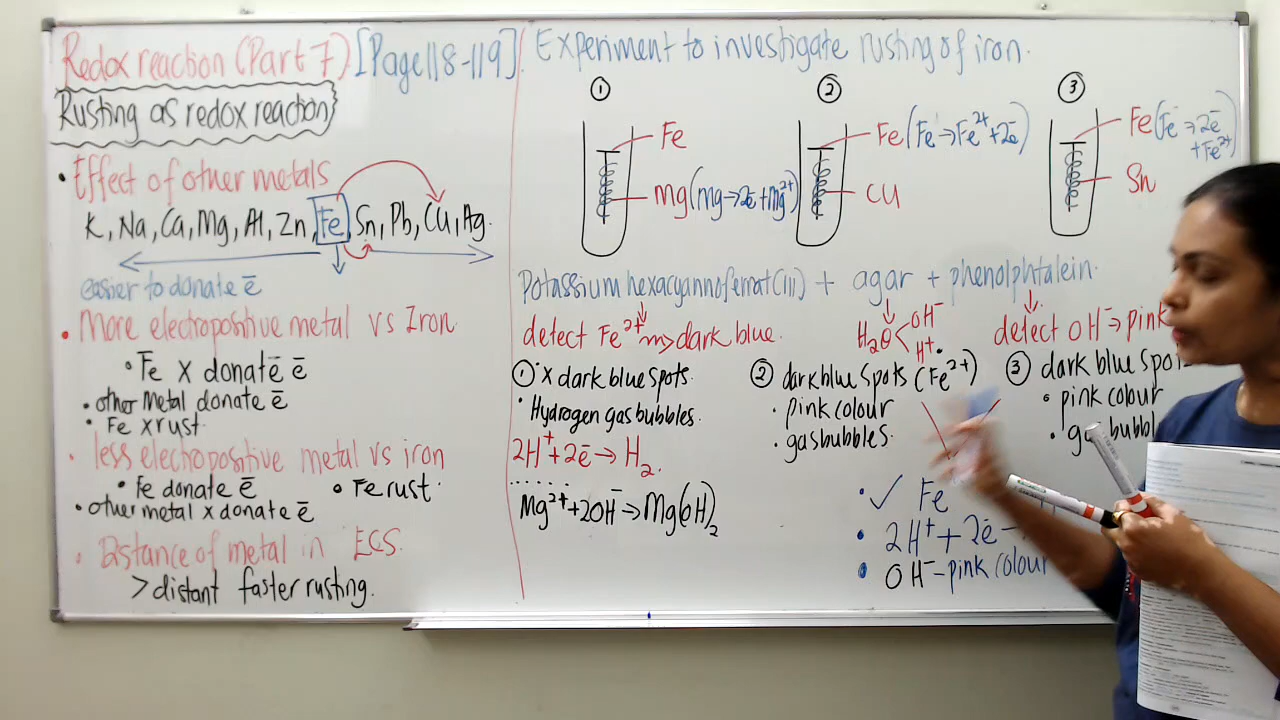 Redox reaction (Part 7) [Page 118-119]
Rusting as redox reaction
• Effect of other metals
K, Na, Ca, Mg, Al, Zn, Fe, Sn, Pb, Cu, Ag.
easier to donate ē
• More electropositive metal vs Iron.
• Fe X donate ē
• other Metal donate ē
• Fe x rust.
• less electropositive metal vs iron
• Fe donate ē • Fe rust.
• other metal x donate ē
• Distance of metal in ECS.
> distant faster rusting.
Experiment to investigate rusting of iron.
① ② ③
Fe
Mg (Mg → 2ē + Mg²⁺)
Fe (Fe → Fe²⁺ + 2ē)
Cu
Fe (Fe → 2ē + Fe²⁺)
Sn
Potassium hexacyannoferrat(III) + agar + phenolphtalein.
detect Fe²⁺ → dark blue.
H₂O < OH⁻ H⁺.
detect OH⁻ → pink
① x dark blue spots.
• Hydrogen gas bubbles.
2H⁺ + 2ē → H₂.
Mg²⁺ + 2OH⁻ → Mg(OH)₂
② dark blue spots (Fe²⁺)
• pink colour
• gas bubbles.
③ dark blue
• pink colour
• ✓ Fe
• 2H⁺ + 2ē
• OH⁻ - pink colour